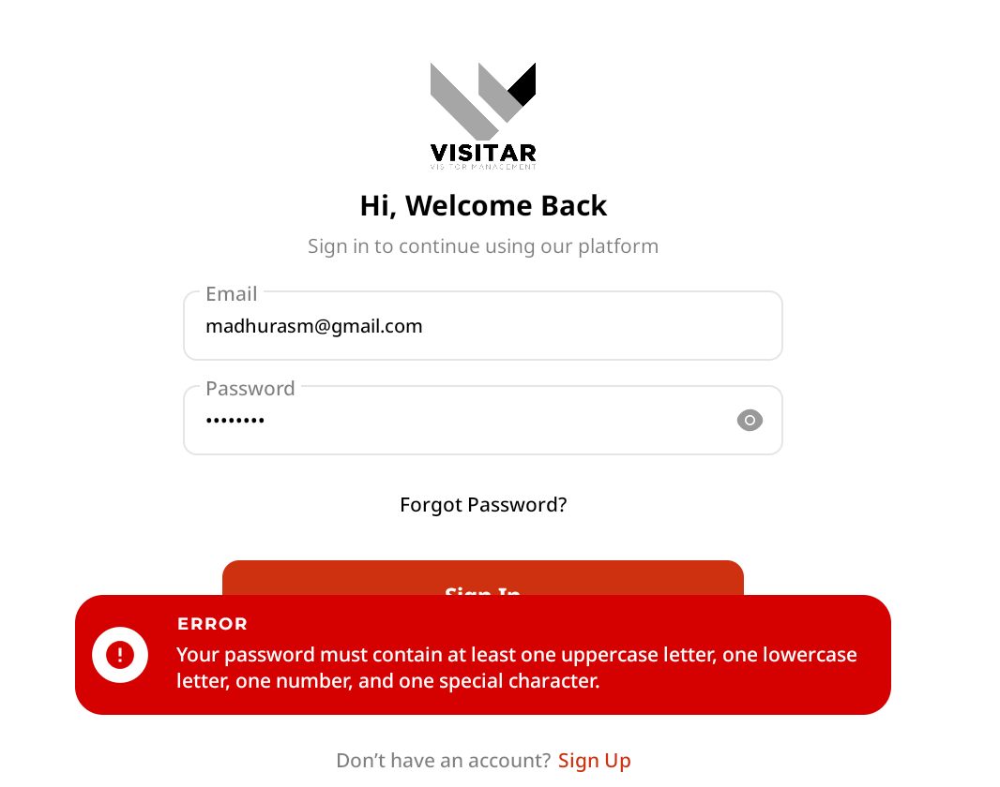 VISITAR
VISITOR MANAGEMENT
Hi, Welcome Back
Sign in to continue using our platform
Email
madhurasm@gmail.com
Password
••••••••
Forgot Password?
Sign In
ERROR
Your password must contain at least one uppercase letter, one lowercase
letter, one number, and one special character.
Don’t have an account? Sign Up